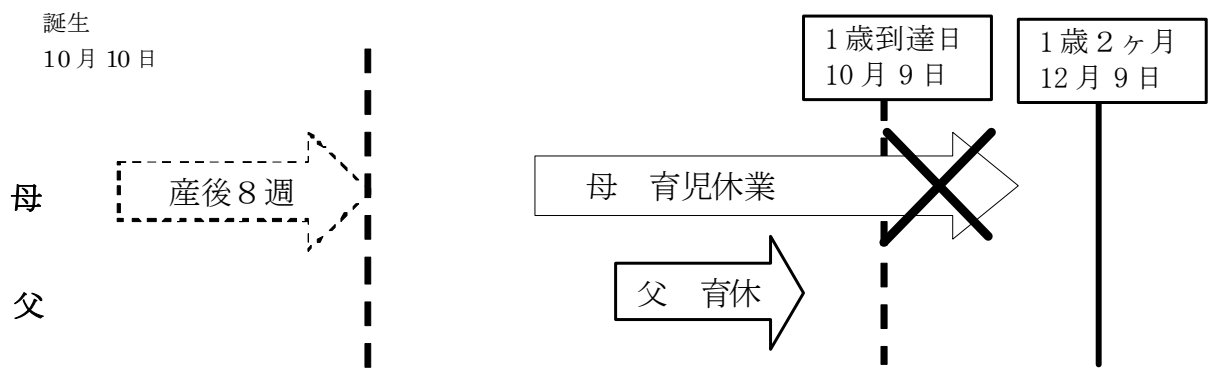 誕生
10月10日
1歳到達日
10月9日
1歳2ヶ月
12月9日
母
産後8週
母　育児休業
父
父　育休